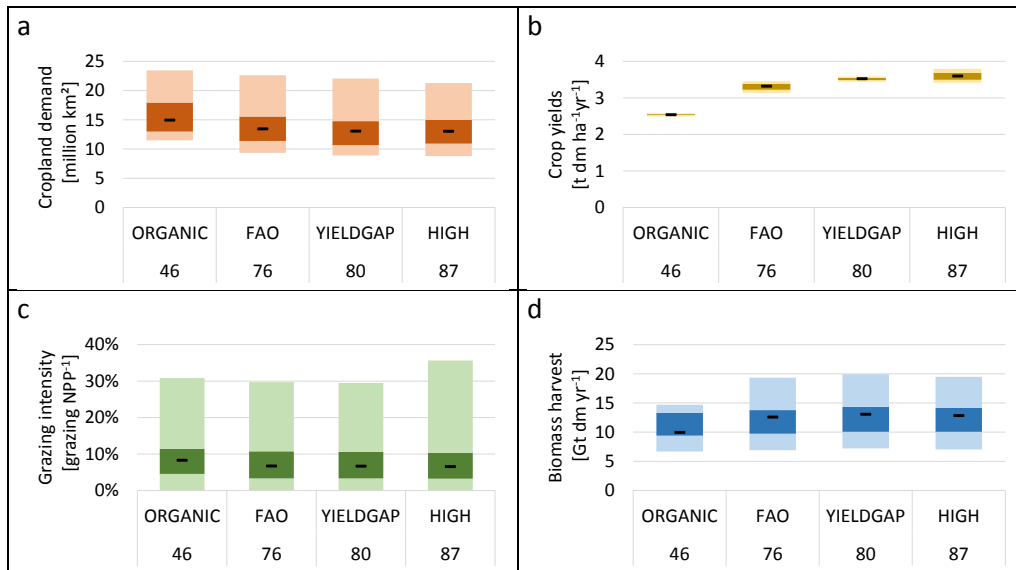 a
Cropland demand
[million km²]
25
20
15
10
5
0
ORGANIC FAO YIELDGAP HIGH
46 76 80 87
b
Crop yields
[t dm ha⁻¹yr⁻¹]
4
3
2
1
0
ORGANIC FAO YIELDGAP HIGH
46 76 80 87
c
Grazing intensity
[grazing NPP⁻¹]
40%
30%
20%
10%
0%
ORGANIC FAO YIELDGAP HIGH
46 76 80 87
d
Biomass harvest
[Gt dm yr⁻¹]
25
20
15
10
5
0
ORGANIC FAO YIELDGAP HIGH
46 76 80 87